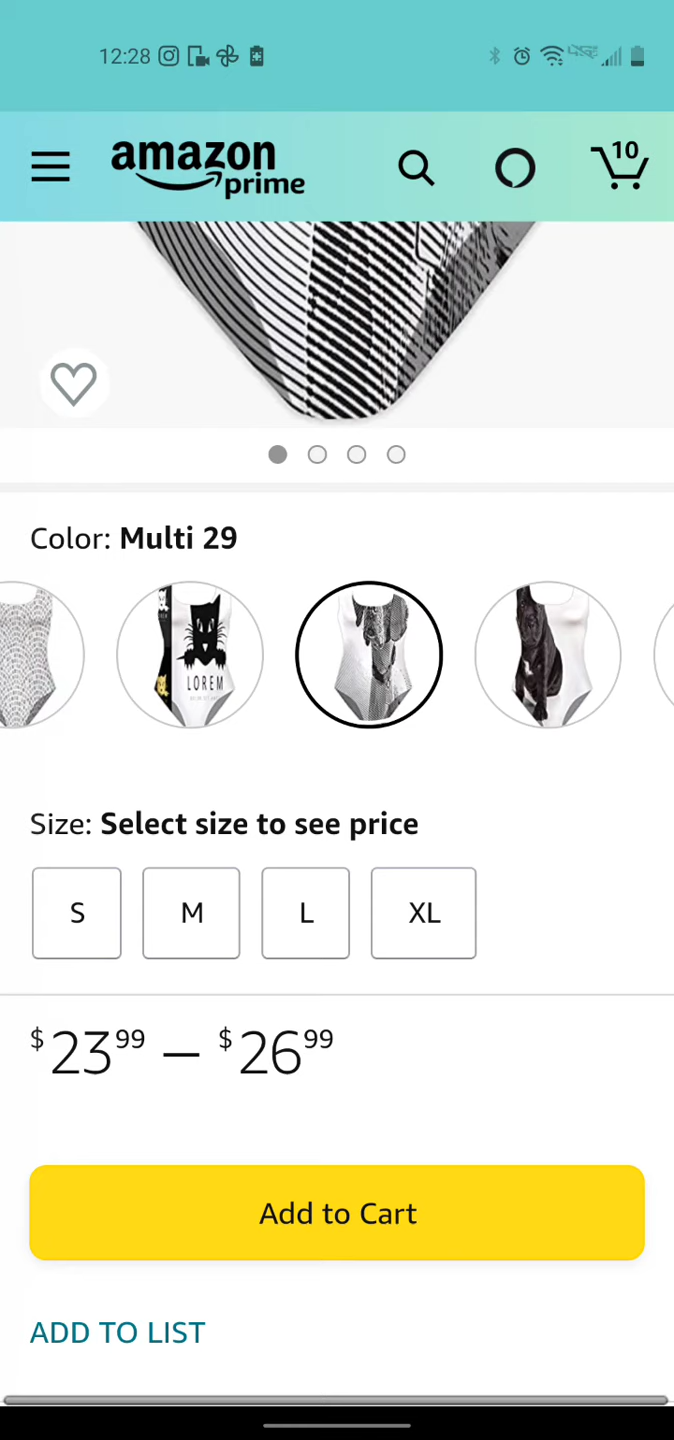 12:28
amazon
prime
10
Color: Multi 29
LOREM
Size: Select size to see price
S
M
L
XL
$23.99 — $26.99
Add to Cart
ADD TO LIST